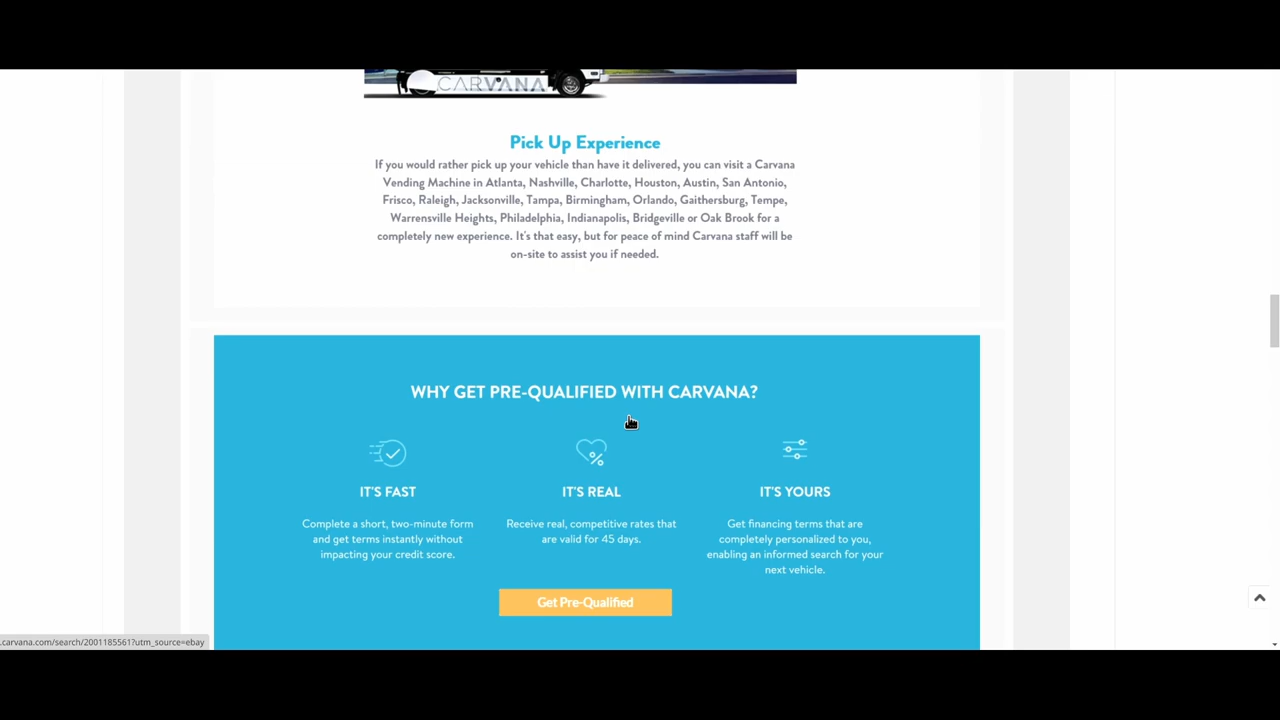 CARVANA
Pick Up Experience
If you would rather pick up your vehicle than have it delivered, you can visit a Carvana
Vending Machine in Atlanta, Nashville, Charlotte, Houston, Austin, San Antonio,
Frisco, Raleigh, Jacksonville, Tampa, Birmingham, Orlando, Gaithersburg, Tempe,
Warrensville Heights, Philadelphia, Indianapolis, Bridgeville or Oak Brook for a
completely new experience. It's that easy, but for peace of mind Carvana staff will be
on-site to assist you if needed.
WHY GET PRE-QUALIFIED WITH CARVANA?
IT'S FAST
Complete a short, two-minute form
and get terms instantly without
impacting your credit score.
IT'S REAL
Receive real, competitive rates that
are valid for 45 days.
IT'S YOURS
Get financing terms that are
completely personalized to you,
enabling an informed search for your
next vehicle.
Get Pre-Qualified
.carvana.com/search/2001185561?utm_source=ebay